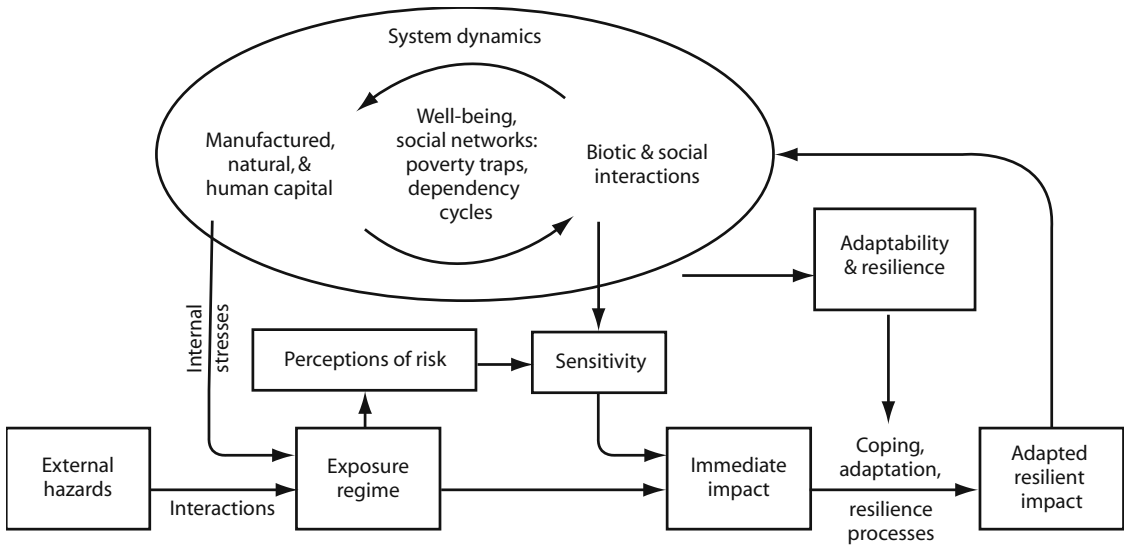 System dynamics
Manufactured,
natural, &
human capital
Well-being,
social networks:
poverty traps,
dependency
cycles
Biotic & social
interactions
Adaptability
& resilience
Internal
stresses
Perceptions of risk
Sensitivity
External
hazards
Interactions
Exposure
regime
Immediate
impact
Coping,
adaptation,
resilience
processes
Adapted
resilient
impact